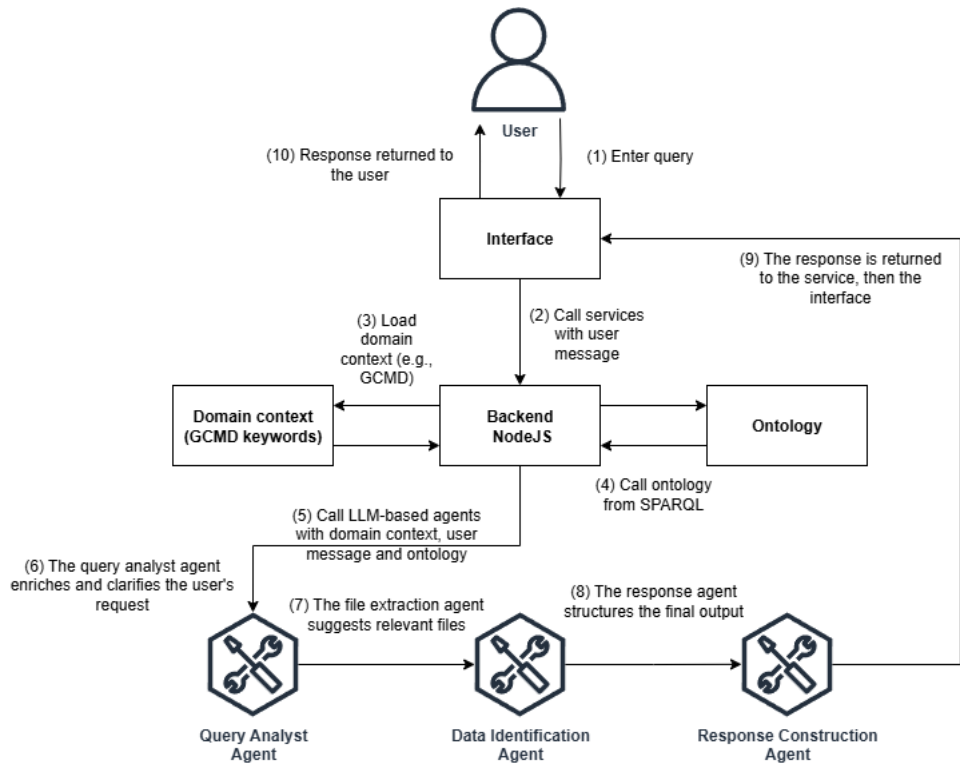 User
(10) Response returned to
the user
(1) Enter query
Interface
(9) The response is returned
to the service, then the
interface
(2) Call services
with user
message
(3) Load
domain
context (e.g.,
GCMD)
Domain context
(GCMD keywords)
Backend
NodeJS
Ontology
(4) Call ontology
from SPARQL
(5) Call LLM-based agents
with domain context, user
message and ontology
(6) The query analyst agent
enriches and clarifies the user's
request
(7) The file extraction agent
suggests relevant files
(8) The response agent
structures the final output
Query Analyst
Agent
Data Identification
Agent
Response Construction
Agent